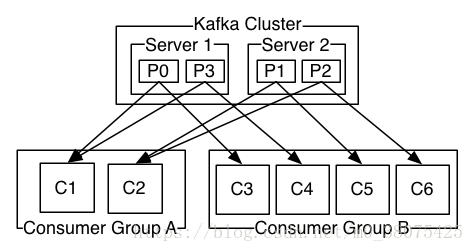 Kafka Cluster
Server 1
Server 2
P0
P3
P1
P2
C1
C2
C3
C4
C5
C6
Consumer Group A
Consumer Group B